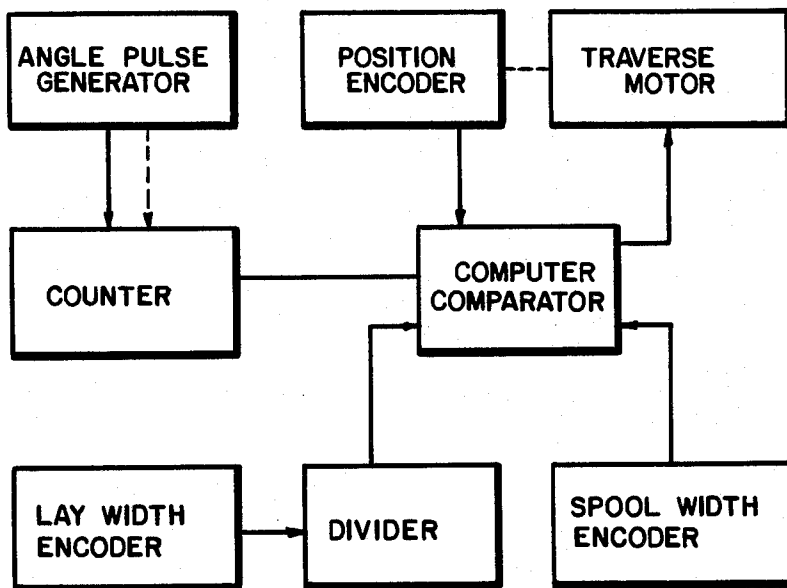 ANGLE PULSE
GENERATOR
POSITION
ENCODER
TRAVERSE
MOTOR
COUNTER
COMPUTER
COMPARATOR
LAY WIDTH
ENCODER
DIVIDER
SPOOL WIDTH
ENCODER